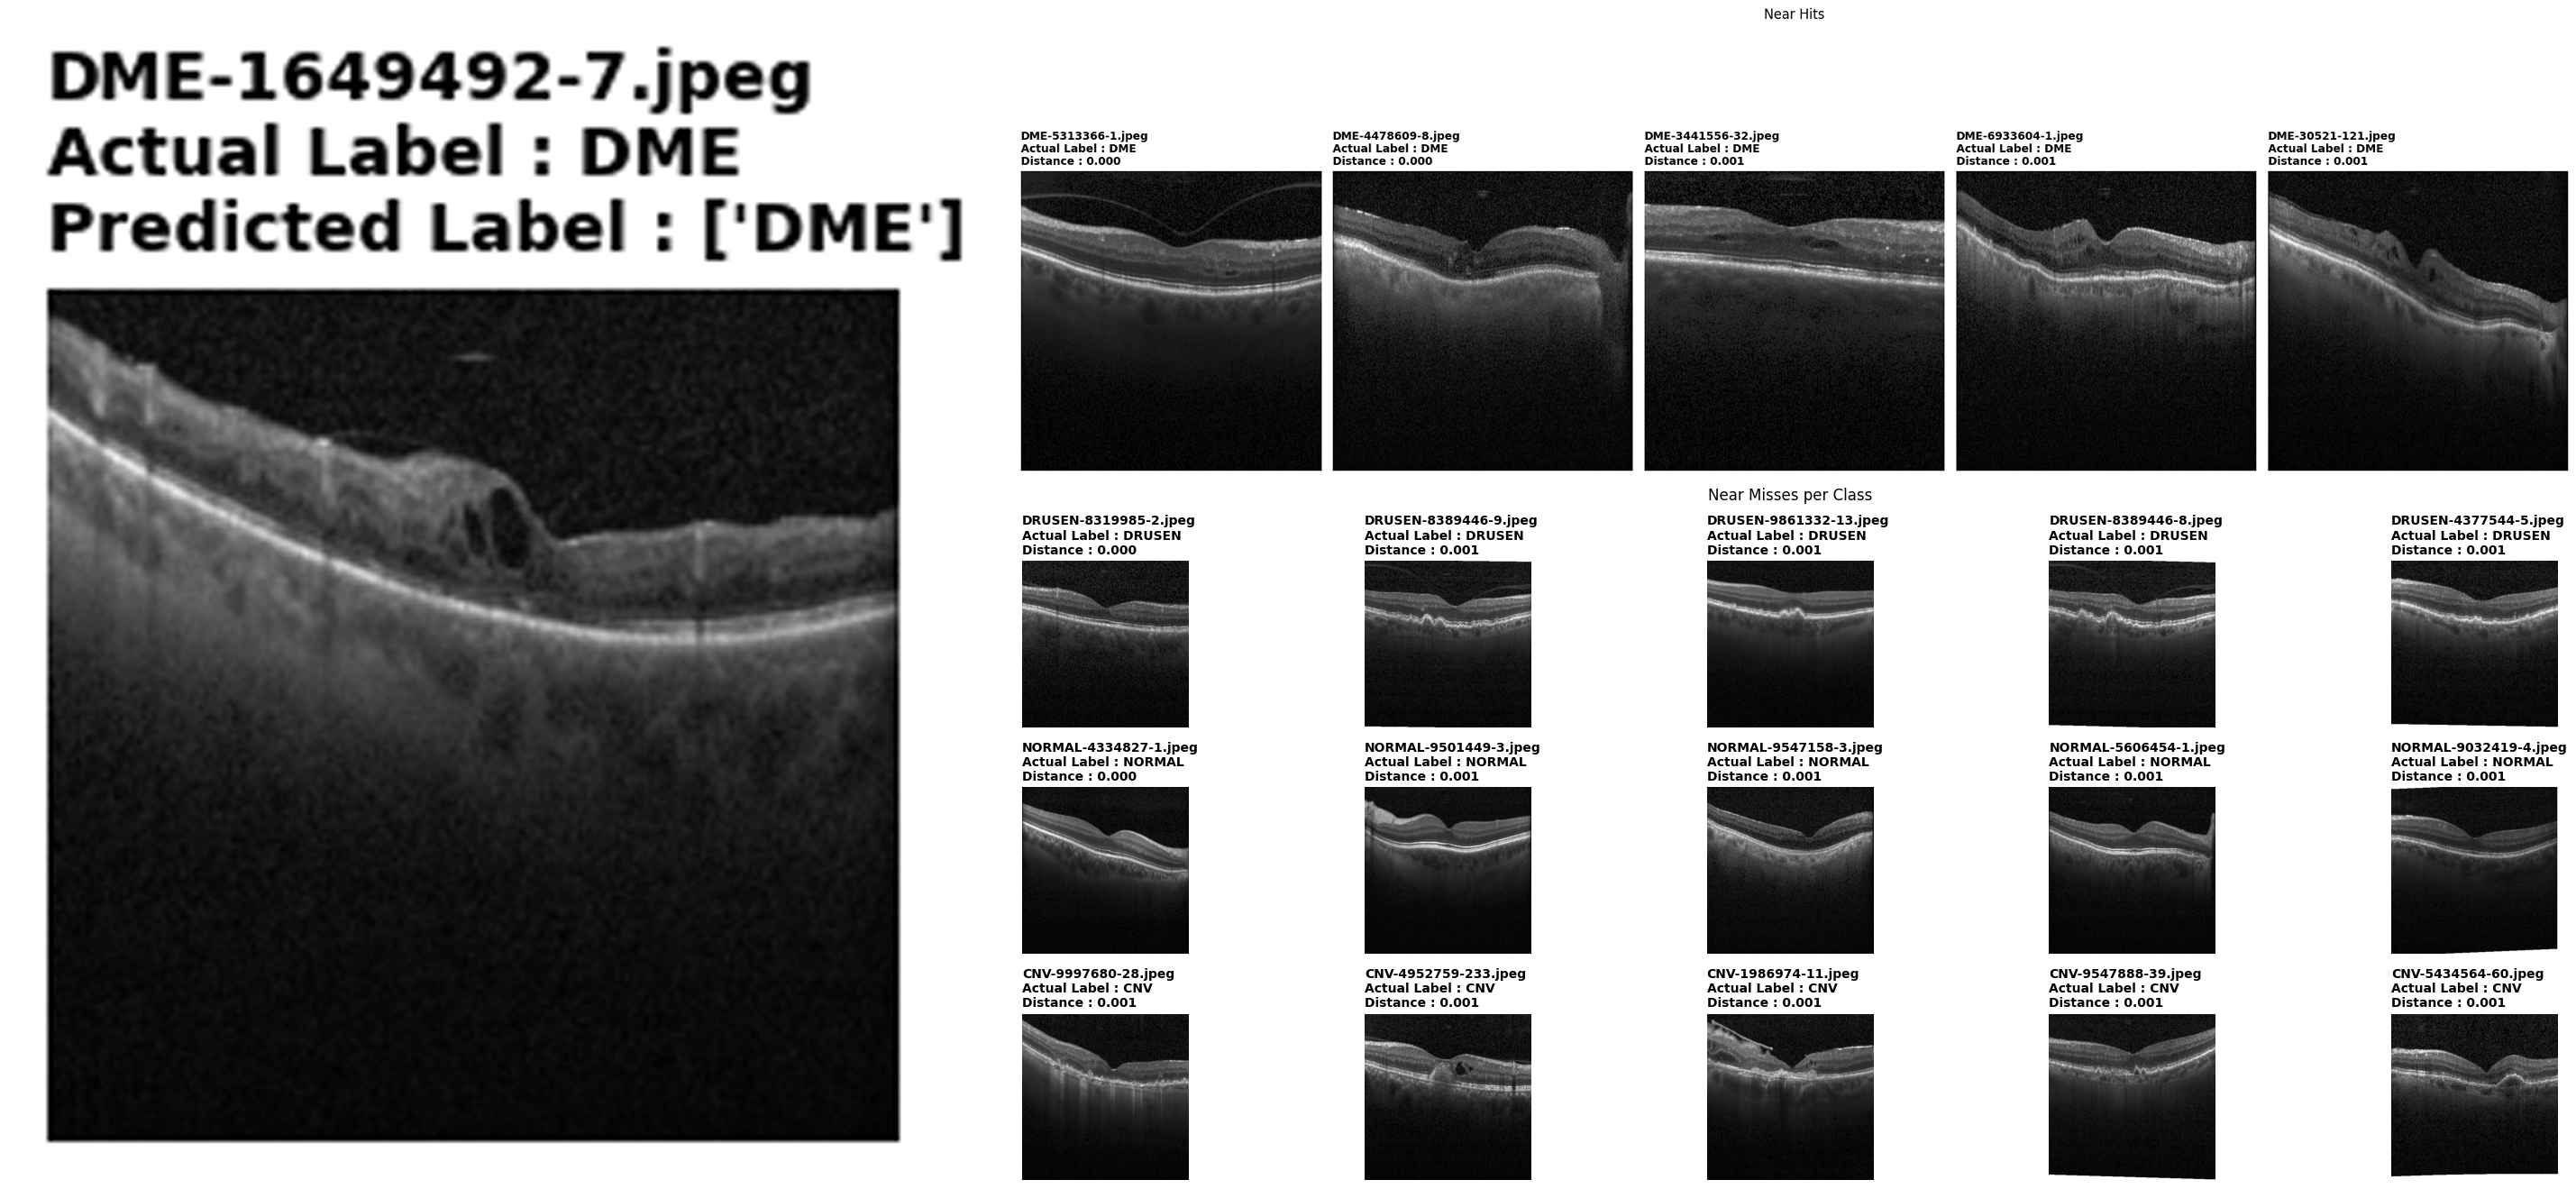 DME-1649492-7.jpeg
Actual Label : DME
Predicted Label : ['DME']
Near Hits
DME-5313366-1.jpeg
Actual Label : DME
Distance : 0.000
DME-4478609-8.jpeg
Actual Label : DME
Distance : 0.000
DME-3441556-32.jpeg
Actual Label : DME
Distance : 0.001
DME-6933604-1.jpeg
Actual Label : DME
Distance : 0.001
DME-30521-121.jpeg
Actual Label : DME
Distance : 0.001
Near Misses per Class
DRUSEN-8319985-2.jpeg
Actual Label : DRUSEN
Distance : 0.000
DRUSEN-8389446-9.jpeg
Actual Label : DRUSEN
Distance : 0.001
DRUSEN-9861332-13.jpeg
Actual Label : DRUSEN
Distance : 0.001
DRUSEN-8389446-8.jpeg
Actual Label : DRUSEN
Distance : 0.001
DRUSEN-4377544-5.jpeg
Actual Label : DRUSEN
Distance : 0.001
NORMAL-4334827-1.jpeg
Actual Label : NORMAL
Distance : 0.000
NORMAL-9501449-3.jpeg
Actual Label : NORMAL
Distance : 0.001
NORMAL-9547158-3.jpeg
Actual Label : NORMAL
Distance : 0.001
NORMAL-5606454-1.jpeg
Actual Label : NORMAL
Distance : 0.001
NORMAL-9032419-4.jpeg
Actual Label : NORMAL
Distance : 0.001
CNV-9997680-28.jpeg
Actual Label : CNV
Distance : 0.001
CNV-4952759-233.jpeg
Actual Label : CNV
Distance : 0.001
CNV-1986974-11.jpeg
Actual Label : CNV
Distance : 0.001
CNV-9547888-39.jpeg
Actual Label : CNV
Distance : 0.001
CNV-5434564-60.jpeg
Actual Label : CNV
Distance : 0.001